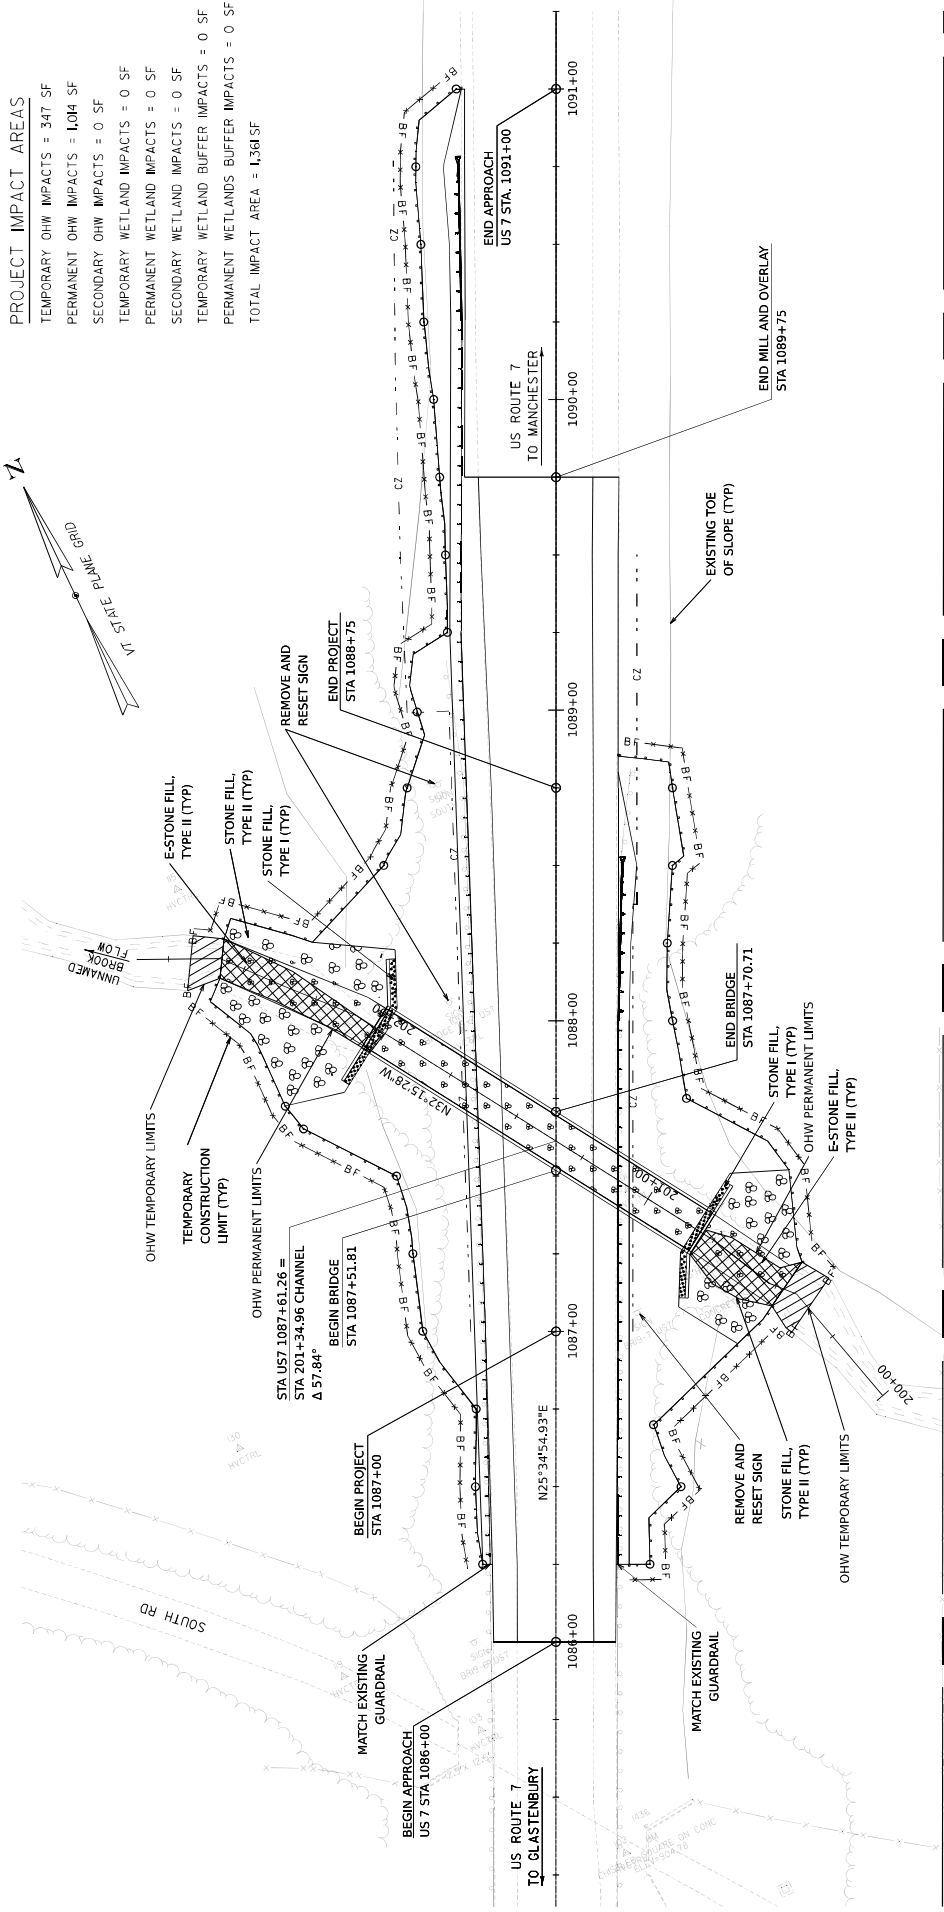 PROJECT IMPACT AREAS
TEMPORARY OHW IMPACTS = 347 SF
PERMANENT OHW IMPACTS = 1,014 SF
SECONDARY OHW IMPACTS = 0 SF
TEMPORARY WETLAND IMPACTS = 0 SF
PERMANENT WETLAND IMPACTS = 0 SF
SECONDARY WETLAND IMPACTS = 0 SF
TEMPORARY WETLAND BUFFER IMPACTS = 0 SF
PERMANENT WETLANDS BUFFER IMPACTS = 0 SF
TOTAL IMPACT AREA = 1,361SF
Z
VT STATE PLANE GRID
E-STONE FILL,
TYPE II (TYP)
STONE FILL,
TYPE II (TYP)
STONE FILL,
TYPE I (TYP)
REMOVE AND
RESET SIGN
END PROJECT
STA 1088+75
END APPROACH
US 7 STA. 1091+00
US ROUTE 7
TO MANCHESTER
END MILL AND OVERLAY
STA 1089+75
EXISTING TOE
OF SLOPE (TYP)
UNNAMED
BROOK
FLOW
OHW TEMPORARY LIMITS
TEMPORARY
CONSTRUCTION
LIMIT (TYP)
OHW PERMANENT LIMITS
STA US7 1087+61.26 =
STA 201+34.96 CHANNEL
Δ 57.84°
BEGIN BRIDGE
STA 1087+51.81
N32°15'28"W
202+00
201+00
200+00
END BRIDGE
STA 1087+70.71
STONE FILL,
TYPE I (TYP)
OHW PERMANENT LIMITS
E-STONE FILL,
TYPE II (TYP)
BEGIN PROJECT
STA 1087+00
N25°34'54.93"E
REMOVE AND
RESET SIGN
STONE FILL,
TYPE II (TYP)
OHW TEMPORARY LIMITS
SOUTH RD
MATCH EXISTING
GUARDRAIL
BEGIN APPROACH
US 7 STA 1086+00
US ROUTE 7
TO GLASTENBURY
MATCH EXISTING
GUARDRAIL
1086+00
1087+00
1088+00
1089+00
1090+00
1091+00
BF
CZ
HVCTRL